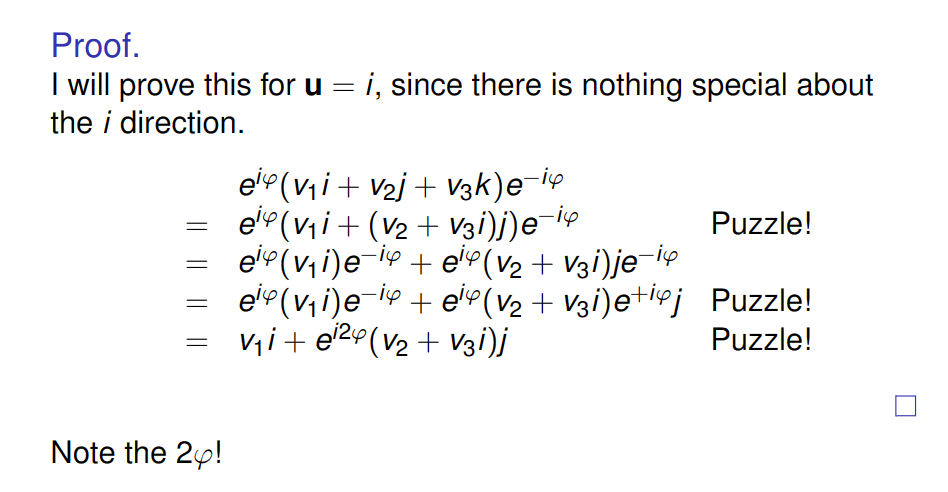 Proof.
I will prove this for **u** = i, since there is nothing special about
the i direction.
e^{iφ}(v₁i + v₂j + v₃k)e^{−iφ}
= e^{iφ}(v₁i + (v₂ + v₃i)j)e^{−iφ} Puzzle!
= e^{iφ}(v₁i)e^{−iφ} + e^{iφ}(v₂ + v₃i)je^{−iφ}
= e^{iφ}(v₁i)e^{−iφ} + e^{iφ}(v₂ + v₃i)e^{+iφ}j Puzzle!
= v₁i + e^{i2φ}(v₂ + v₃i)j Puzzle!
□
Note the 2φ!